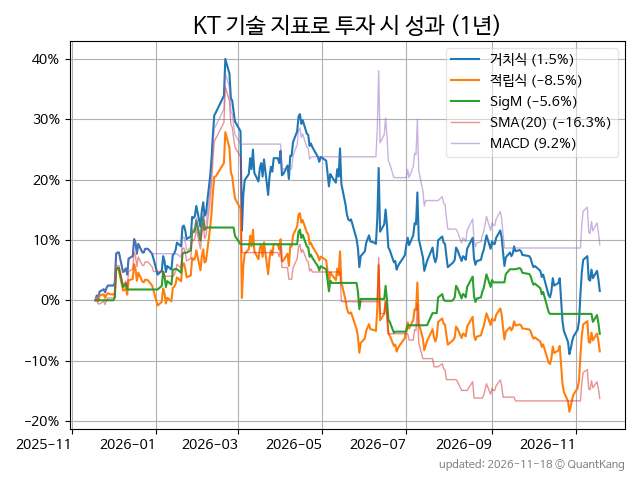 KT 기술 지표로 투자 시 성과 (1년)
거치식 (1.5%)
적립식 (−8.5%)
SigM (−5.6%)
SMA(20) (−16.3%)
MACD (9.2%)
40%
30%
20%
10%
0%
−10%
−20%
2025-11 2026-01 2026-03 2026-05 2026-07 2026-09 2026-11
updated: 2026-11-18 © QuantKang